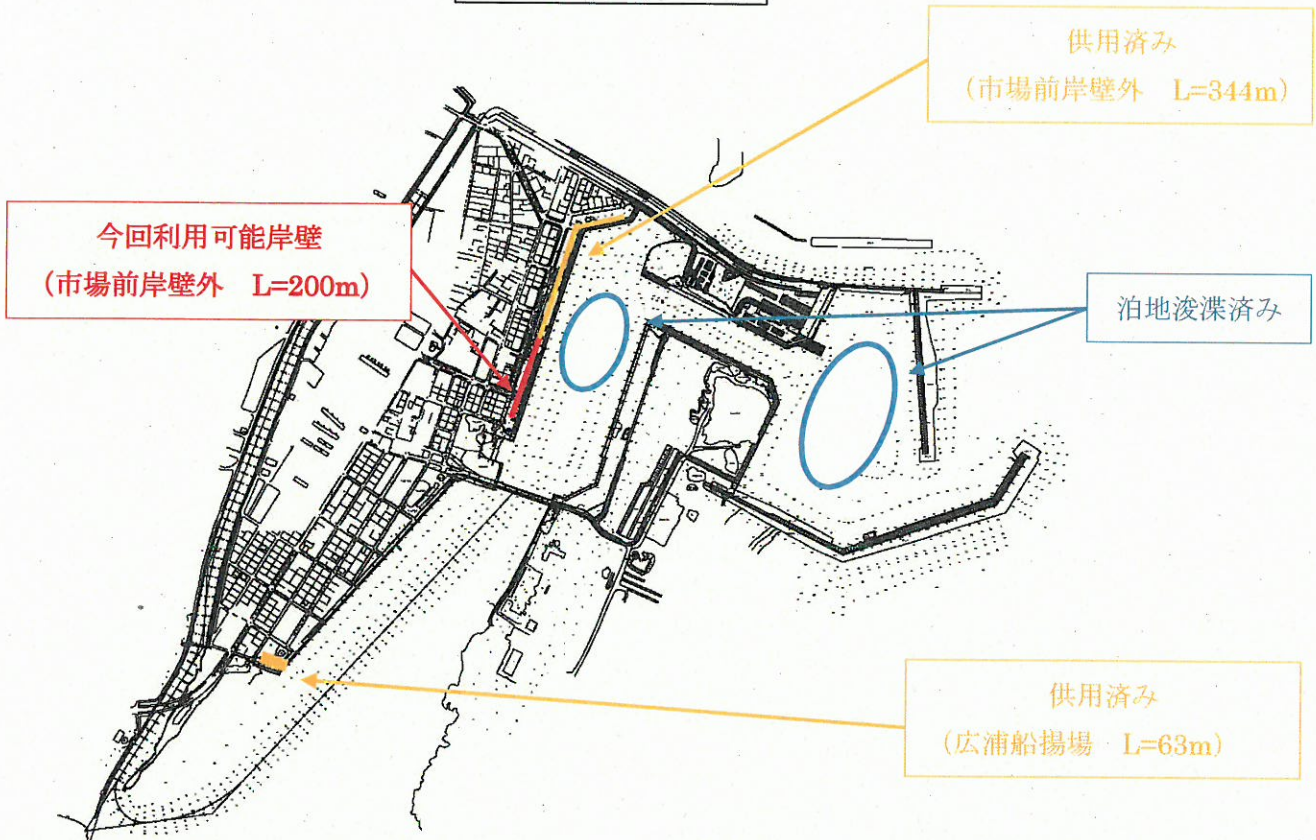 供用済み
(市場前岸壁外　L=344m)
今回利用可能岸壁
(市場前岸壁外　L=200m)
泊地浚渫済み
供用済み
(広浦船揚場　L=63m)